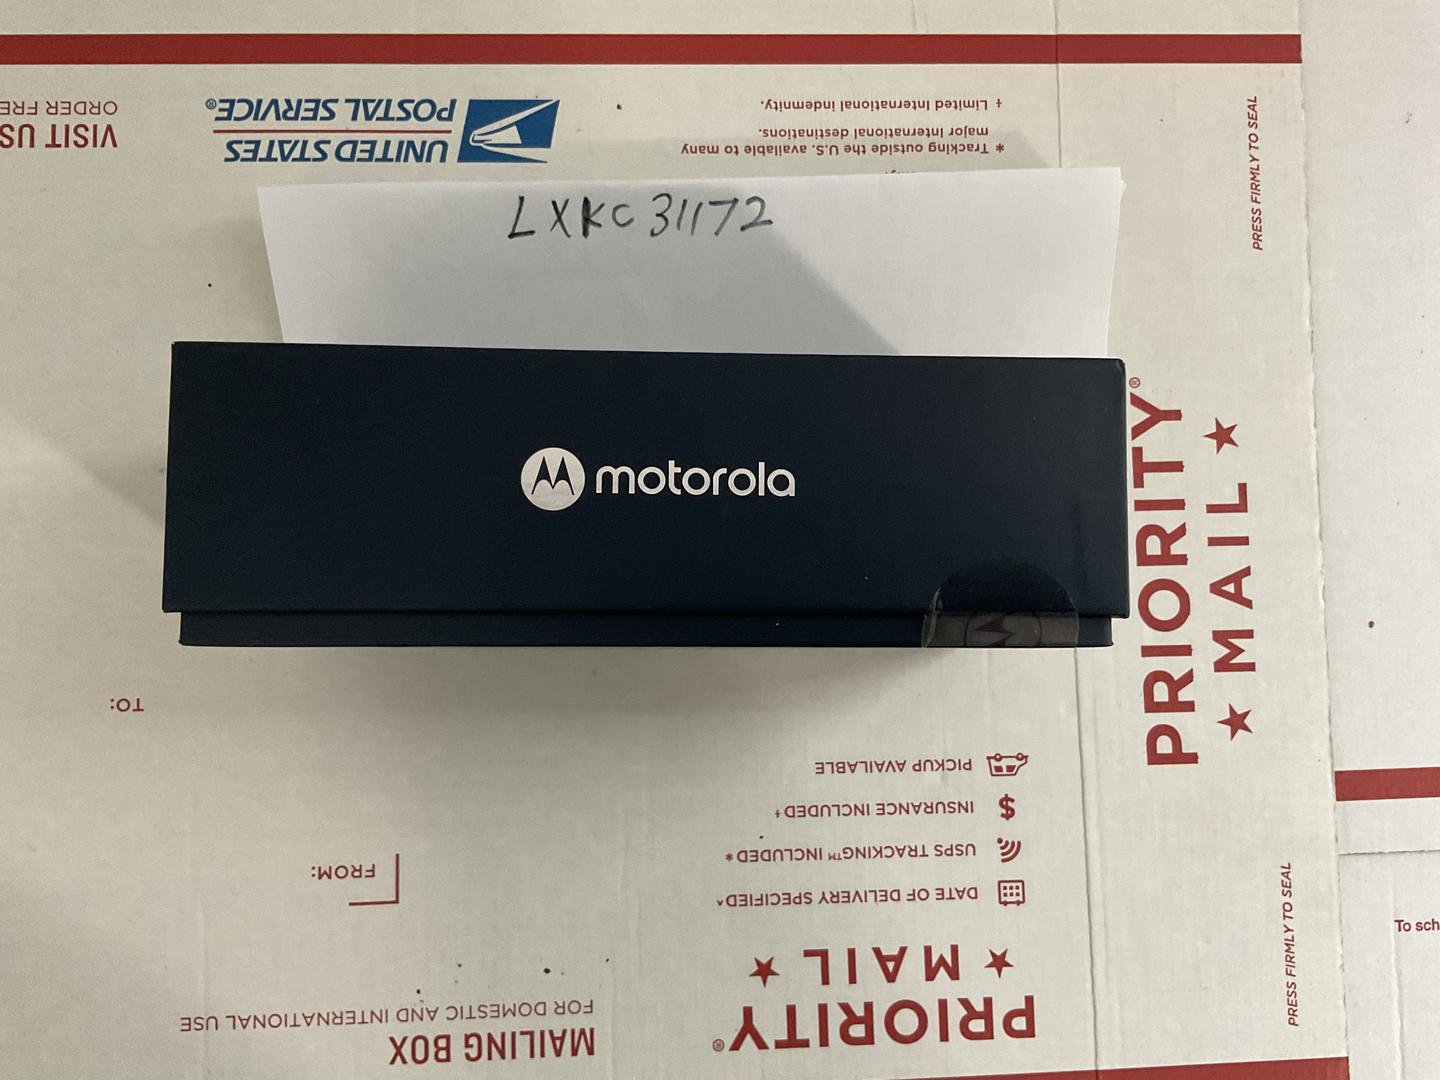 ORDER FRE
VISIT US
UNITED STATES
POSTAL SERVICE®
* Tracking outside the U.S. available to many
major International destinations.
+ Limited International indemnity.
PRESS FIRMLY TO SEAL
LXKC31172
motorola
PRIORITY®
★ MAIL ★
TO:
FROM:
PICKUP AVAILABLE
INSURANCE INCLUDED†
USPS TRACKING™ INCLUDED*
DATE OF DELIVERY SPECIFIED^
PRIORITY®
★ MAIL ★
MAILING BOX
FOR DOMESTIC AND INTERNATIONAL USE
PRESS FIRMLY TO SEAL
To sch